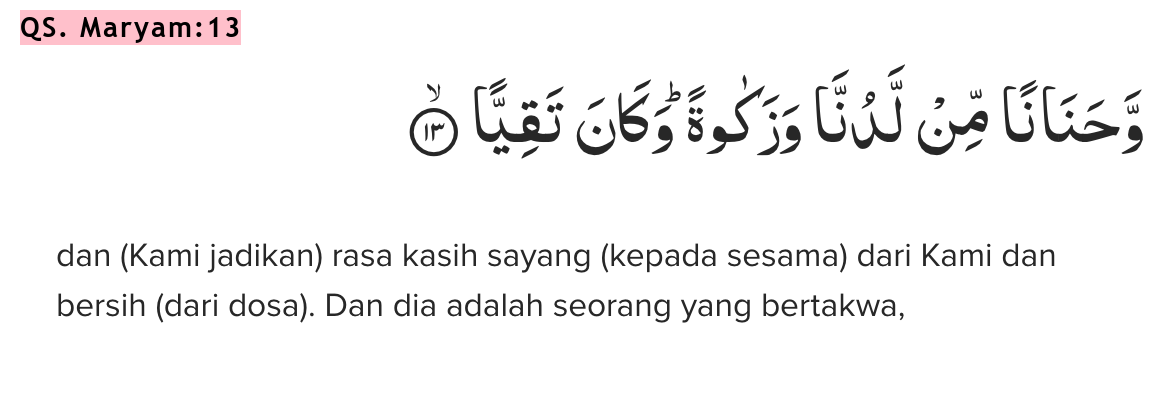 QS. Maryam:13
وَّحَنَانًا مِّنْ لَّدُنَّا وَزَكٰوةً ۗوَكَانَ تَقِيًّا ۙ ١٣
dan (Kami jadikan) rasa kasih sayang (kepada sesama) dari Kami dan
bersih (dari dosa). Dan dia adalah seorang yang bertakwa,